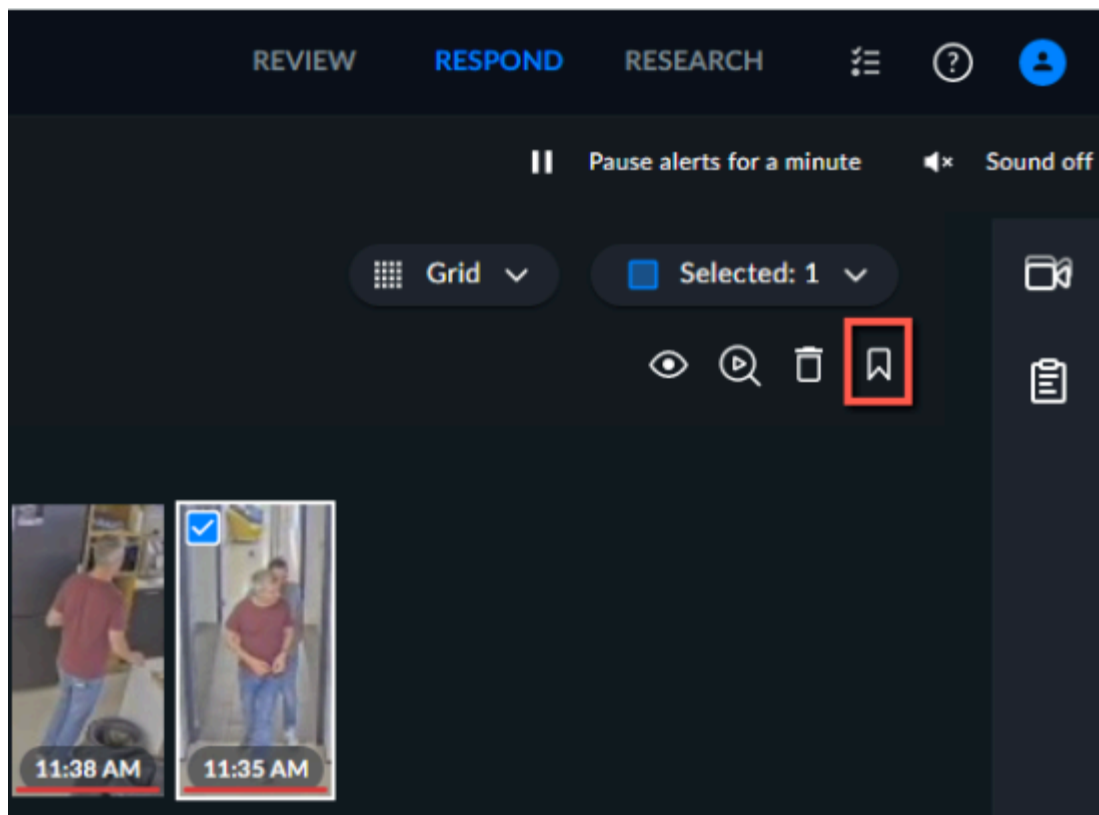 REVIEW RESPOND RESEARCH ?
Pause alerts for a minute Sound off
Grid Selected: 1
11:38 AM 11:35 AM